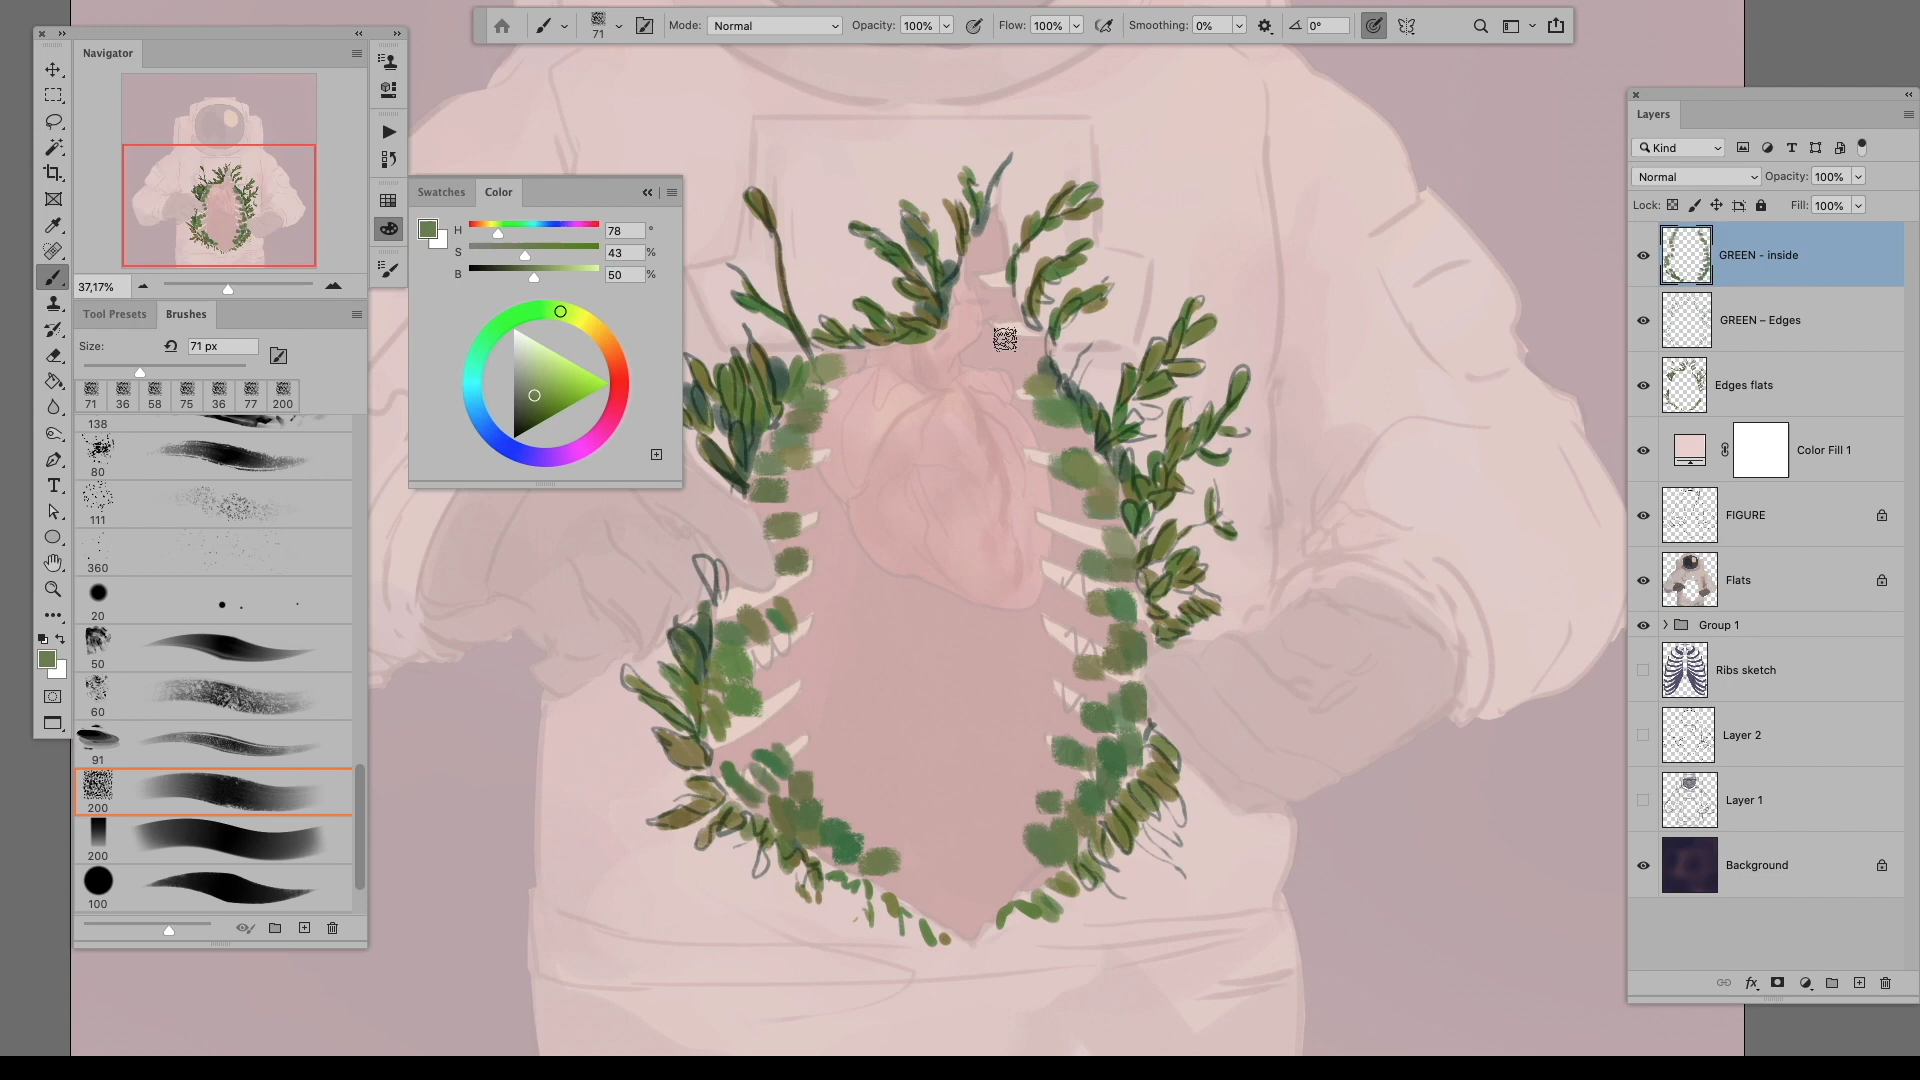 71
Mode: Normal
Opacity: 100%
Flow: 100%
Smoothing: 0%
0°
Navigator
37,17%
Tool Presets
Brushes
Size: 71 px
71 36 58 75 36 77 200
138
80
111
360
20
50
60
91
200
200
100
Swatches
Color
H 78 °
S 43 %
B 50 %
Layers
Kind
Normal
Opacity: 100%
Lock:
Fill: 100%
GREEN - inside
GREEN – Edges
Edges flats
Color Fill 1
FIGURE
Flats
Group 1
Ribs sketch
Layer 2
Layer 1
Background
fx